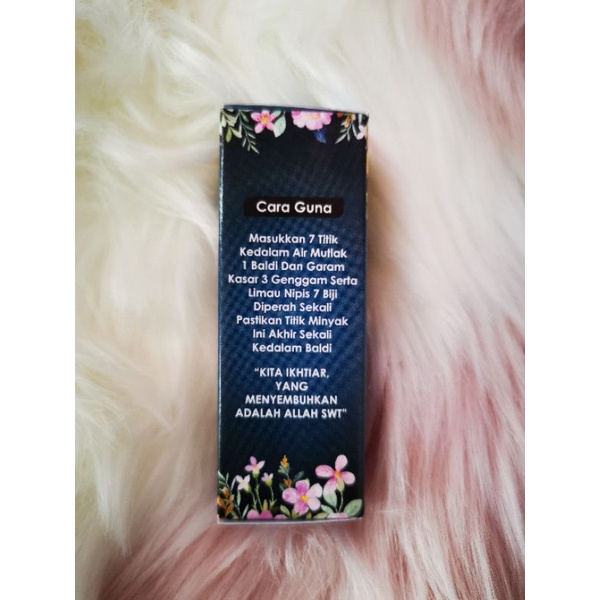 Cara Guna
Masukkan 7 Titik
Kedalam Air Mutlak
1 Baldi Dan Garam
Kasar 3 Genggam Serta
Limau Nipis 7 Biji
Diperah Sekali
Pastikan Titik Minyak
Ini Akhir Sekali
Kedalam Baldi
"KITA IKHTIAR,
YANG
MENYEMBUHKAN
ADALAH ALLAH SWT"